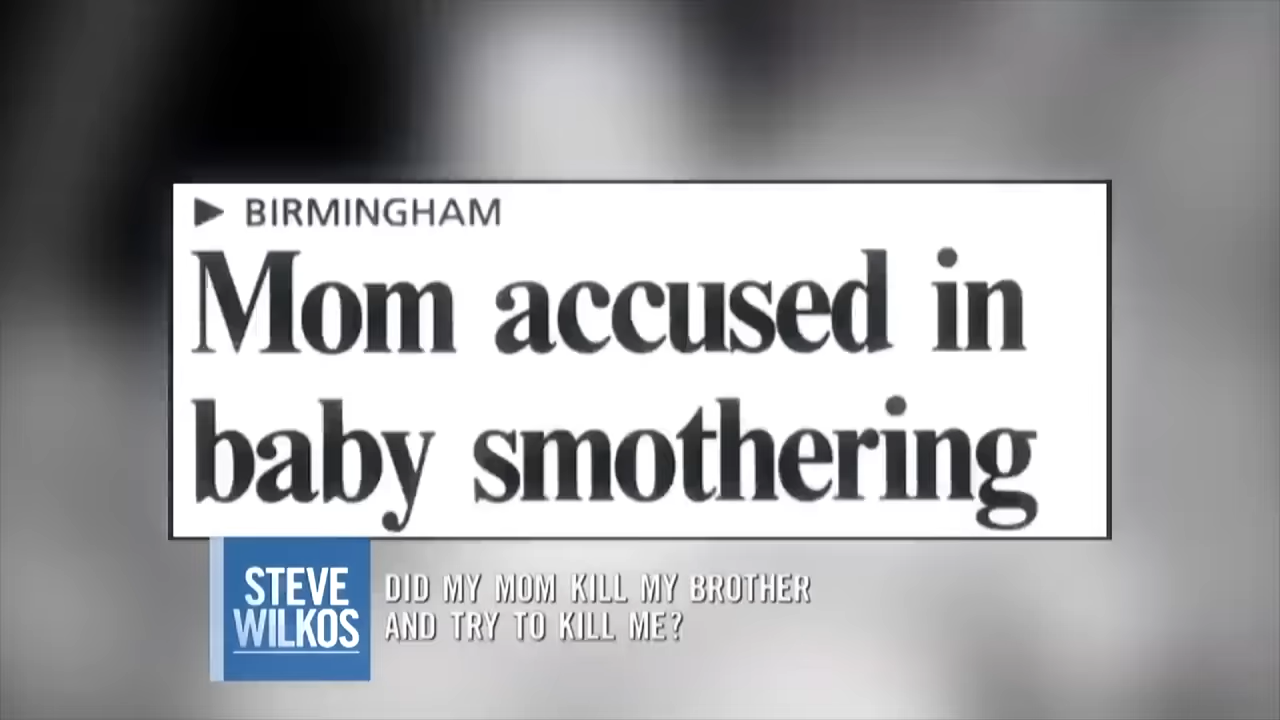 ► BIRMINGHAM
Mom accused in
baby smothering
STEVE
WILKOS
DID MY MOM KILL MY BROTHER
AND TRY TO KILL ME?